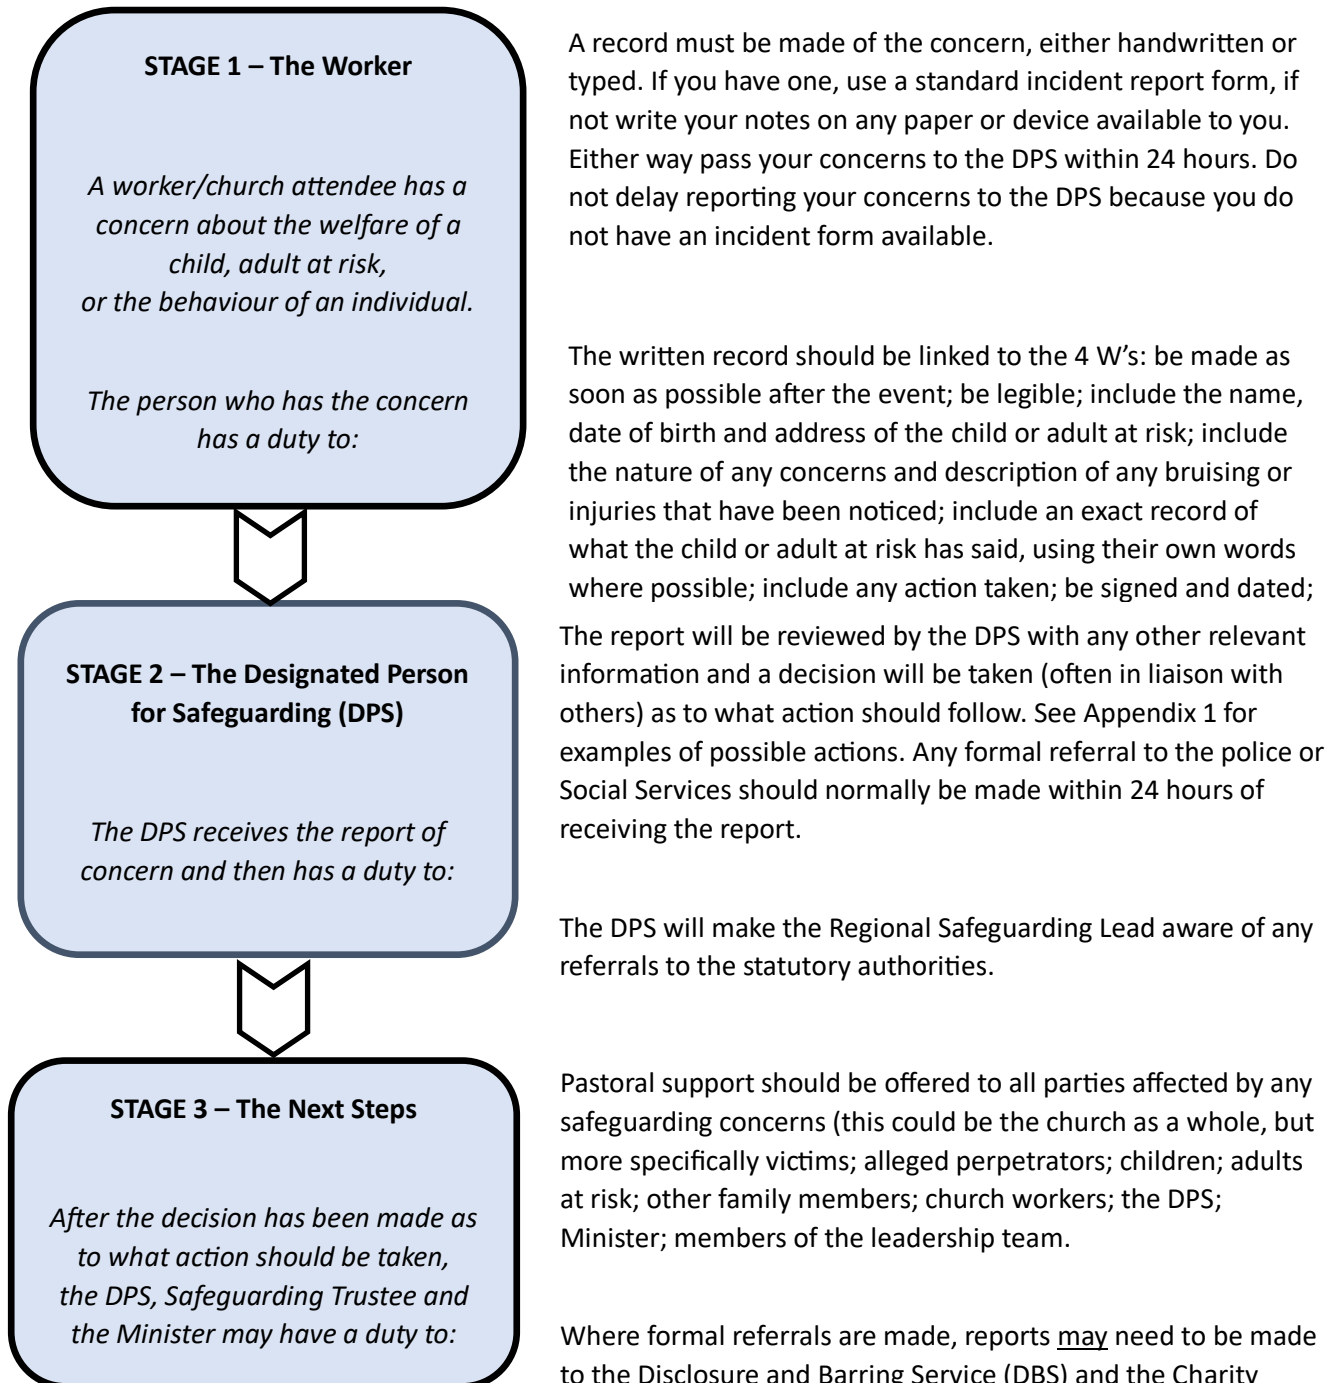 STAGE 1 – The Worker
A worker/church attendee has a
concern about the welfare of a
child, adult at risk,
or the behaviour of an individual.
The person who has the concern
has a duty to:
A record must be made of the concern, either handwritten or
typed. If you have one, use a standard incident report form, if
not write your notes on any paper or device available to you.
Either way pass your concerns to the DPS within 24 hours. Do
not delay reporting your concerns to the DPS because you do
not have an incident form available.
The written record should be linked to the 4 W’s: be made as
soon as possible after the event; be legible; include the name,
date of birth and address of the child or adult at risk; include
the nature of any concerns and description of any bruising or
injuries that have been noticed; include an exact record of
what the child or adult at risk has said, using their own words
where possible; include any action taken; be signed and dated;
STAGE 2 – The Designated Person
for Safeguarding (DPS)
The DPS receives the report of
concern and then has a duty to:
The report will be reviewed by the DPS with any other relevant
information and a decision will be taken (often in liaison with
others) as to what action should follow. See Appendix 1 for
examples of possible actions. Any formal referral to the police or
Social Services should normally be made within 24 hours of
receiving the report.
The DPS will make the Regional Safeguarding Lead aware of any
referrals to the statutory authorities.
STAGE 3 – The Next Steps
After the decision has been made as
to what action should be taken,
the DPS, Safeguarding Trustee and
the Minister may have a duty to:
Pastoral support should be offered to all parties affected by any
safeguarding concerns (this could be the church as a whole, but
more specifically victims; alleged perpetrators; children; adults
at risk; other family members; church workers; the DPS;
Minister; members of the leadership team.
Where formal referrals are made, reports may need to be made
to the Disclosure and Barring Service (DBS) and the Charity